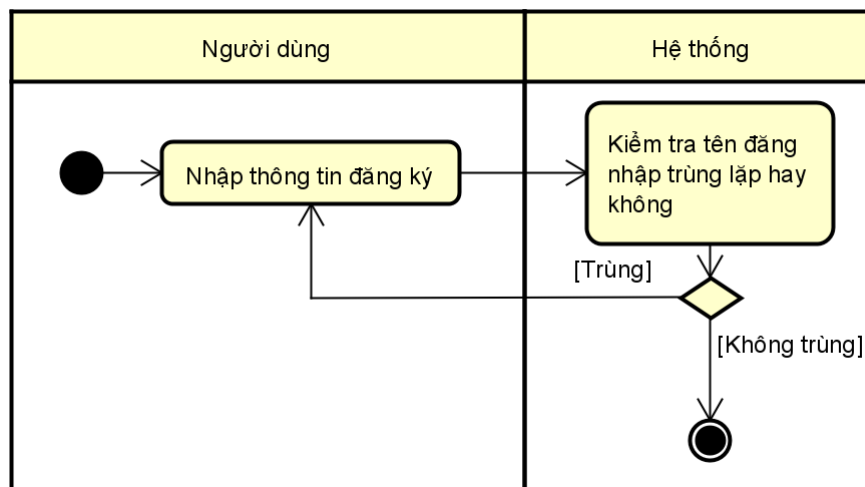 Người dùng
Hệ thống
Nhập thông tin đăng ký
Kiểm tra tên đăng
nhập trùng lặp hay
không
[Trùng]
[Không trùng]